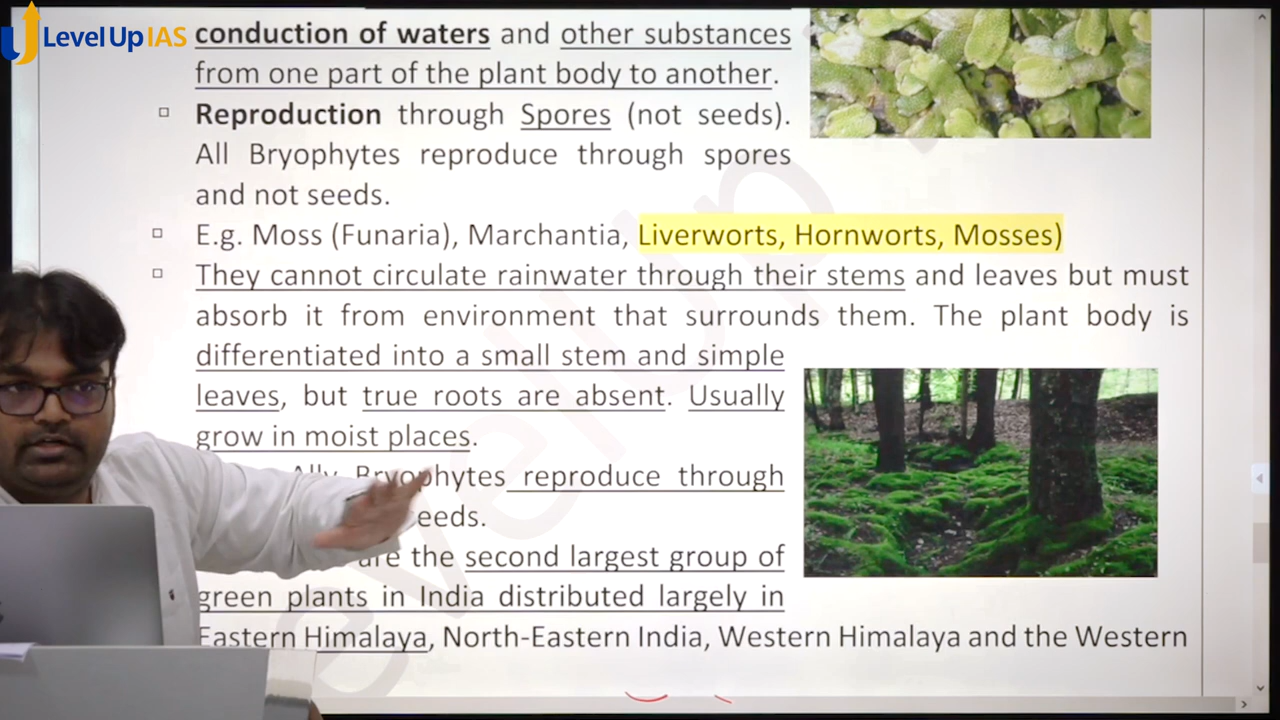 Level Up IAS
conduction of waters and other substances
from one part of the plant body to another.
Reproduction through Spores (not seeds).
All Bryophytes reproduce through spores
and not seeds.
E.g. Moss (Funaria), Marchantia, Liverworts, Hornworts, Mosses)
They cannot circulate rainwater through their stems and leaves but must
absorb it from environment that surrounds them. The plant body is
differentiated into a small stem and simple
leaves, but true roots are absent. Usually
grow in moist places.
Bryophytes reproduce through
eeds.
are the second largest group of
green plants in India distributed largely in
Eastern Himalaya, North-Eastern India, Western Himalaya and the Western